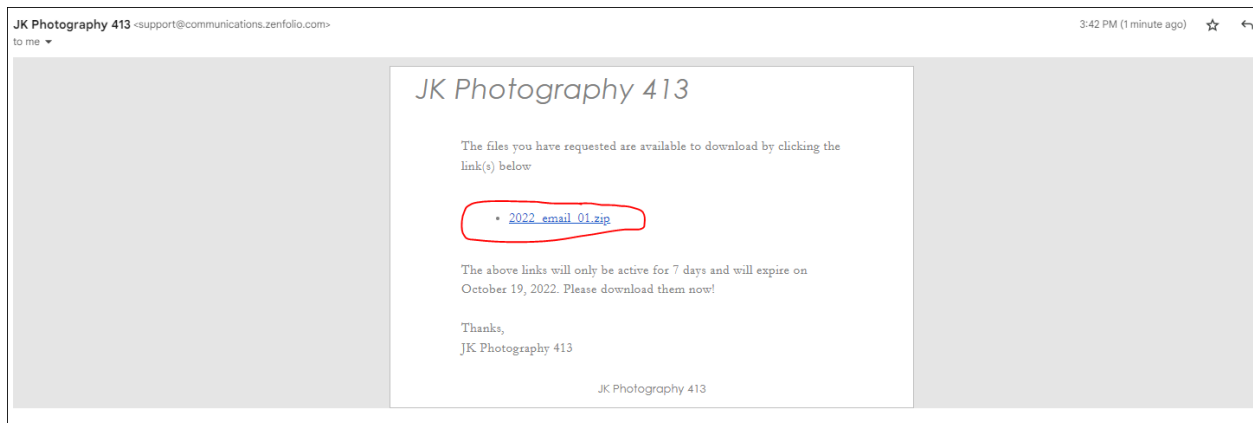 JK Photography 413 <support@communications.zenfolio.com>
3:42 PM (1 minute ago)
to me
JK Photography 413
The files you have requested are available to download by clicking the
link(s) below
• 2022_email_01.zip
The above links will only be active for 7 days and will expire on
October 19, 2022. Please download them now!
Thanks,
JK Photography 413
JK Photography 413